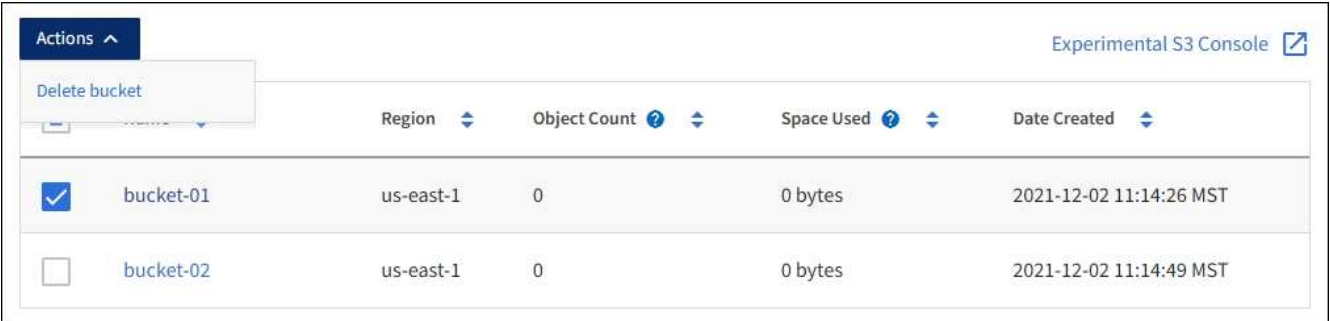 Actions
Experimental S3 Console
Delete bucket
Region Object Count ? Space Used ? Date Created
bucket-01 us-east-1 0 0 bytes 2021-12-02 11:14:26 MST
bucket-02 us-east-1 0 0 bytes 2021-12-02 11:14:49 MST